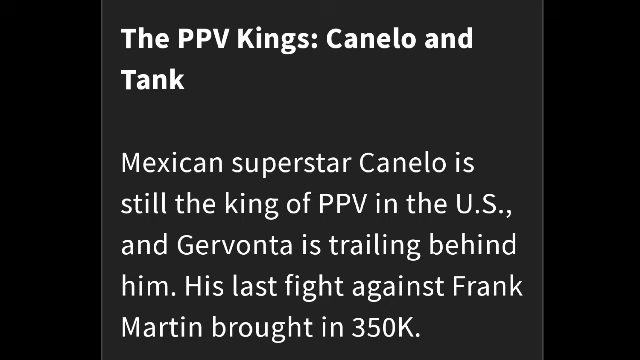 The PPV Kings: Canelo and
Tank
Mexican superstar Canelo is
still the king of PPV in the U.S.,
and Gervonta is trailing behind
him. His last fight against Frank
Martin brought in 350K.